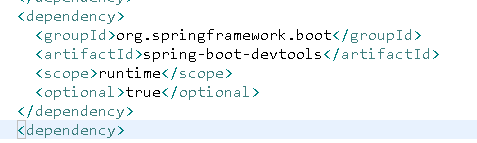 <dependency>
<groupId>org.springframework.boot</groupId>
<artifactId>spring-boot-devtools</artifactId>
<scope>runtime</scope>
<optional>true</optional>
</dependency>
<dependency>